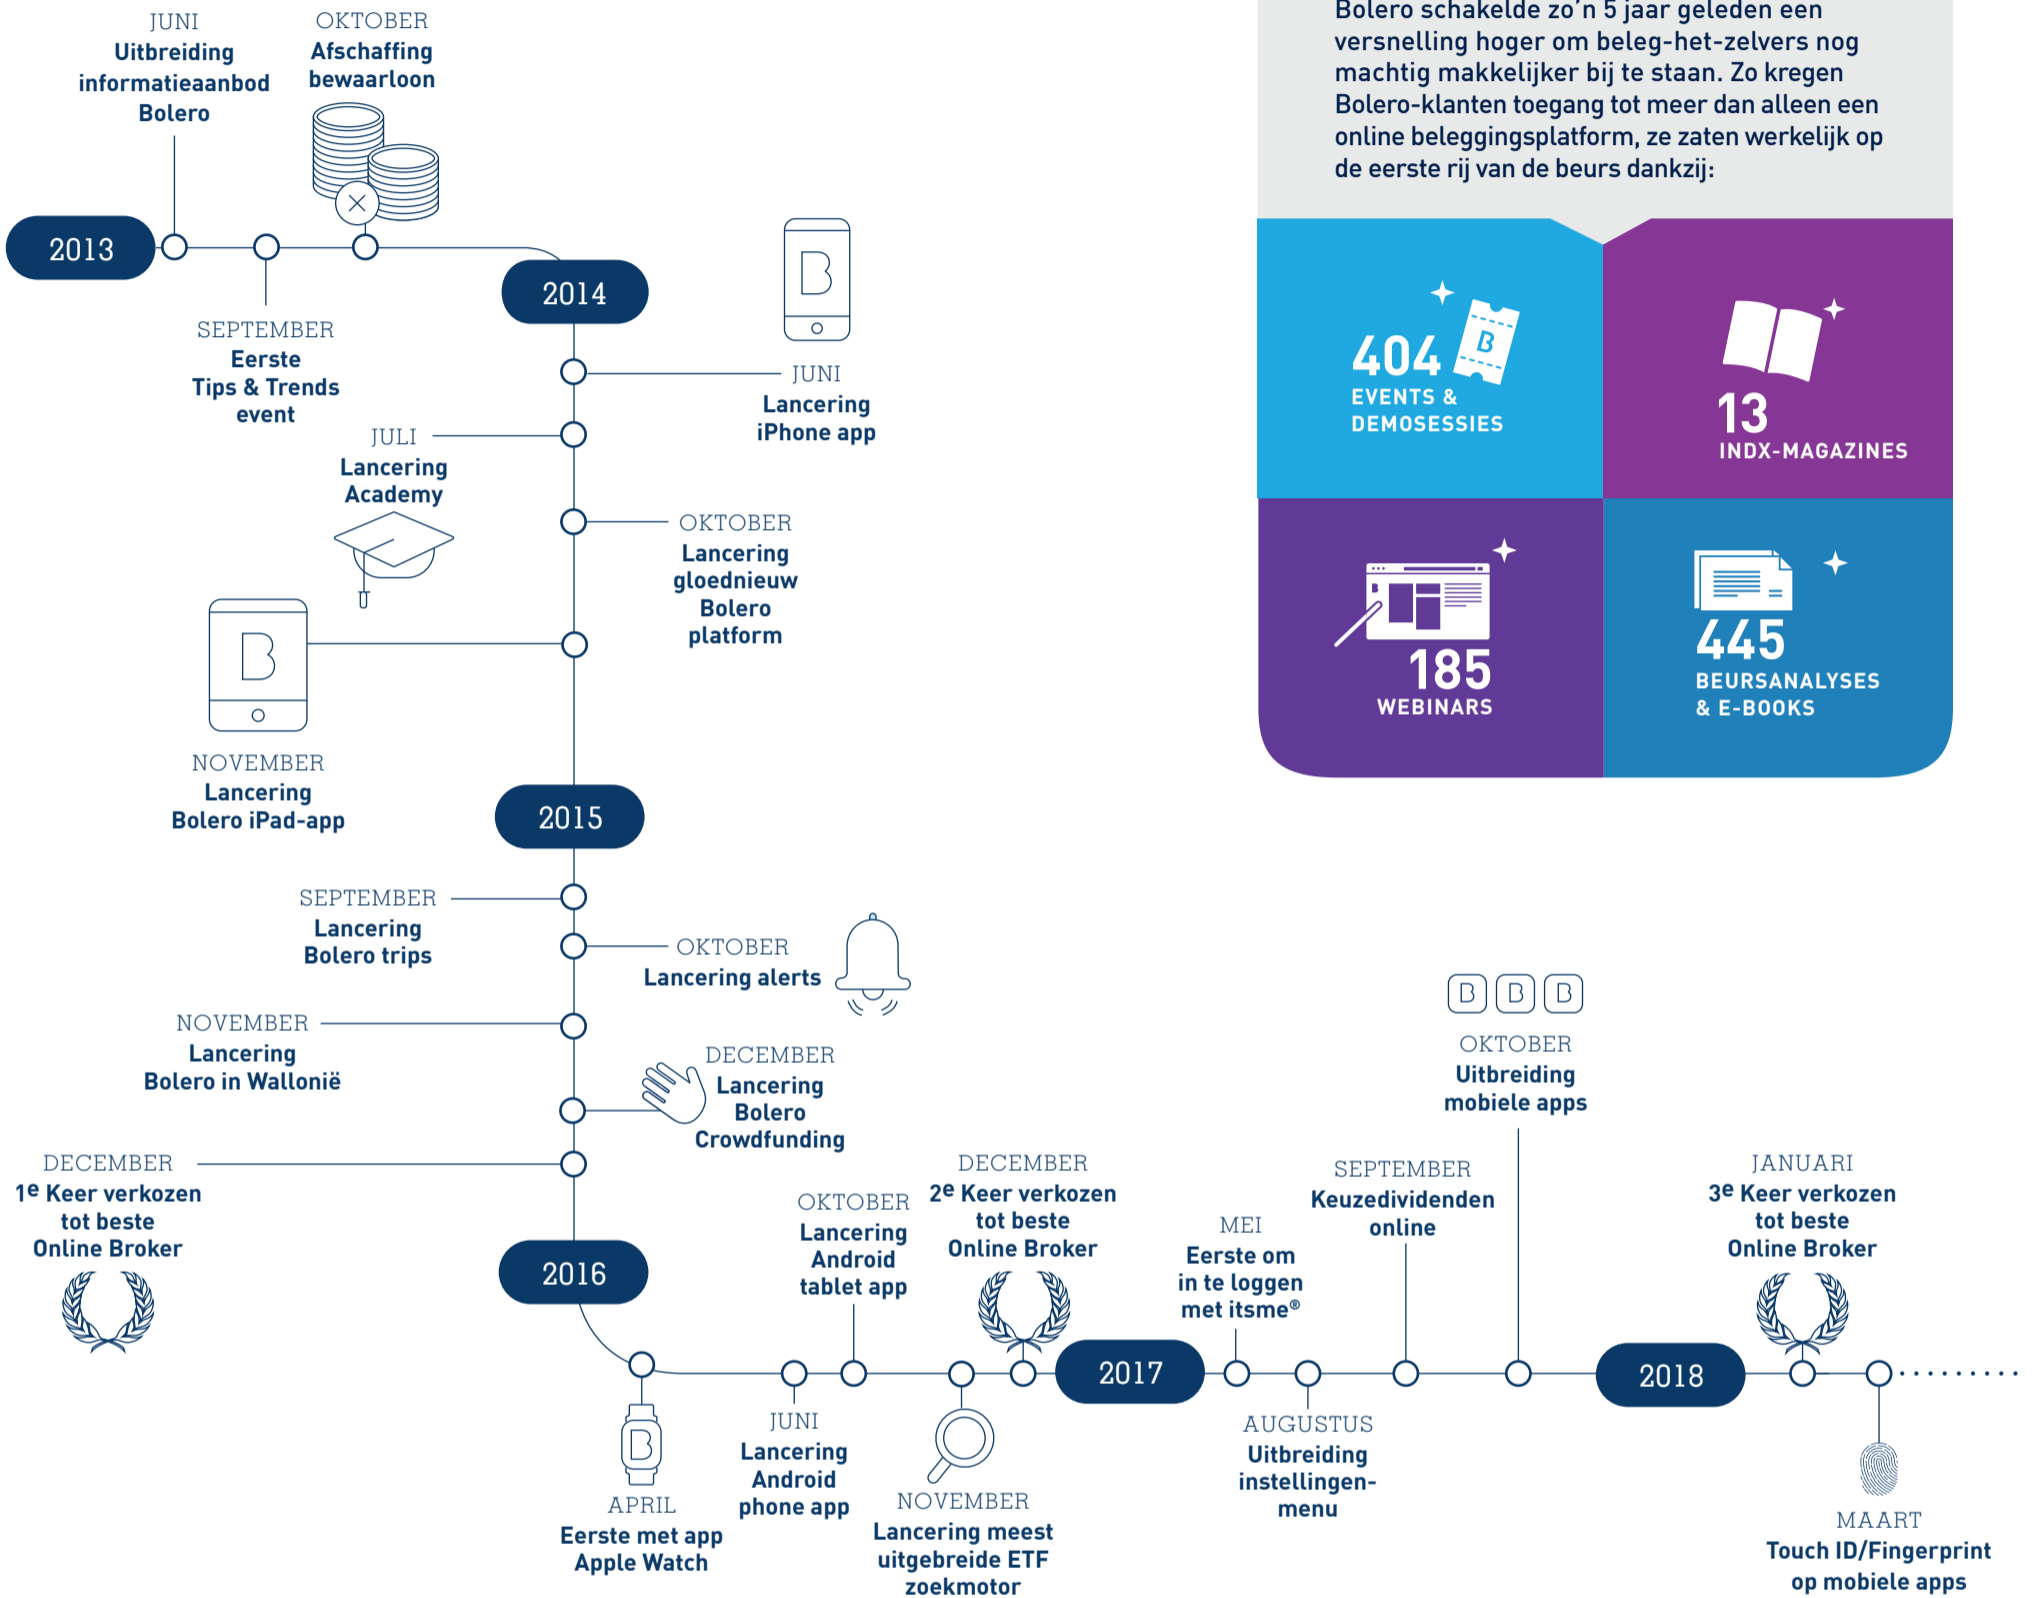 JUNI
Uitbreiding
informatieaanbod
Bolero
OKTOBER
Afschaffing
bewaarloon
2013
SEPTEMBER
Eerste
Tips & Trends
event
2014
B
JUNI
Lancering
iPhone app
JULI
Lancering
Academy
OKTOBER
Lancering
gloednieuw
Bolero
platform
B
NOVEMBER
Lancering
Bolero iPad-app
2015
SEPTEMBER
Lancering
Bolero trips
OKTOBER
Lancering alerts
NOVEMBER
Lancering
Bolero in Wallonië
DECEMBER
Lancering
Bolero
Crowdfunding
DECEMBER
1e Keer verkozen
tot beste
Online Broker
2016
B
APRIL
Eerste met app
Apple Watch
JUNI
Lancering
Android
phone app
OKTOBER
Lancering
Android
tablet app
NOVEMBER
Lancering meest
uitgebreide ETF
zoekmotor
DECEMBER
2e Keer verkozen
tot beste
Online Broker
2017
MEI
Eerste om
in te loggen
met itsme®
AUGUSTUS
Uitbreiding
instellingen-
menu
SEPTEMBER
Keuzedividenden
online
B B B
OKTOBER
Uitbreiding
mobiele apps
2018
JANUARI
3e Keer verkozen
tot beste
Online Broker
MAART
Touch ID/Fingerprint
op mobiele apps
Bolero schakelde zo'n 5 jaar geleden een
versnelling hoger om beleg-het-zelvers nog
machtig makkelijker bij te staan. Zo kregen
Bolero-klanten toegang tot meer dan alleen een
online beleggingsplatform, ze zaten werkelijk op
de eerste rij van de beurs dankzij:
404
B
EVENTS &
DEMOSESSIES
13
INDX-MAGAZINES
B
185
WEBINARS
445
BEURSANALYSES
& E-BOOKS